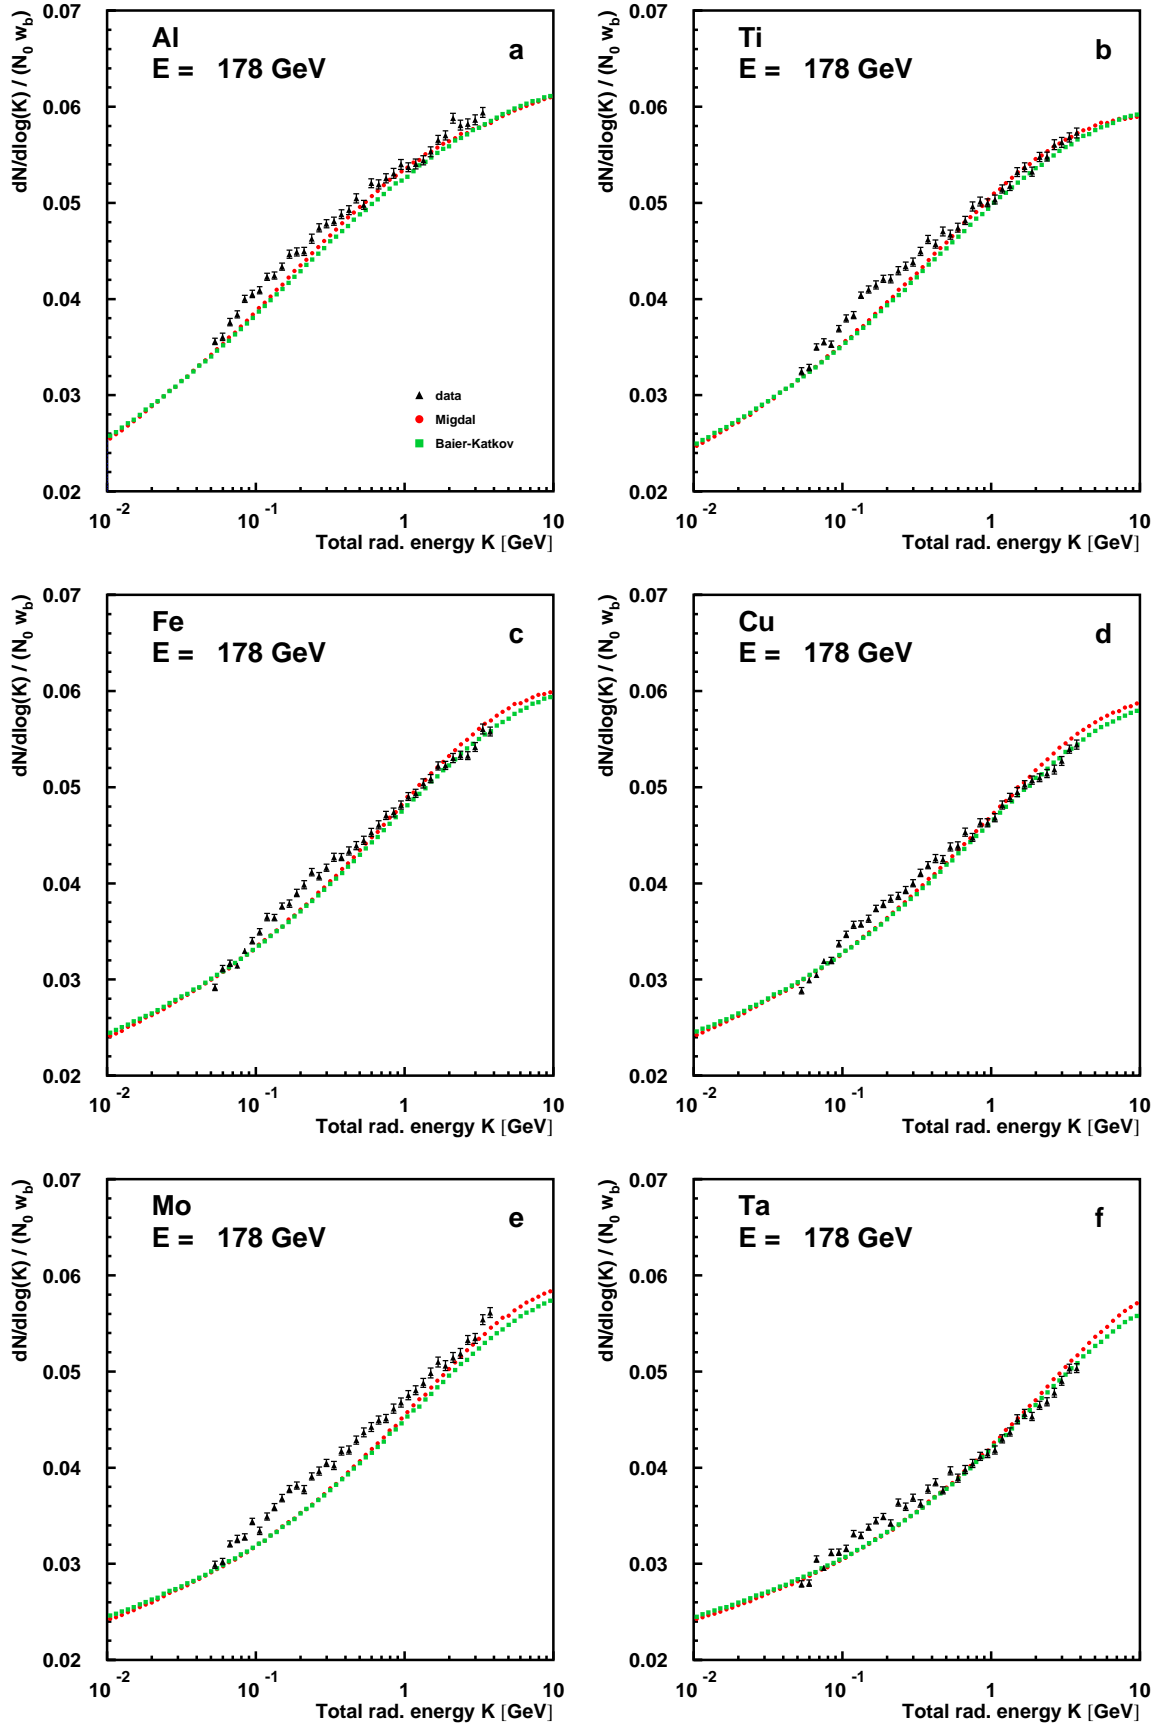 dN/dlog(K) / (N₀ w_b)
0.07
0.06
0.05
0.04
0.03
0.02
Al
E = 178 GeV
a
data
Migdal
Baier-Katkov
10⁻²
10⁻¹
1
10
Total rad. energy K [GeV]
dN/dlog(K) / (N₀ w_b)
0.07
0.06
0.05
0.04
0.03
0.02
Ti
E = 178 GeV
b
10⁻²
10⁻¹
1
10
Total rad. energy K [GeV]
dN/dlog(K) / (N₀ w_b)
0.07
0.06
0.05
0.04
0.03
0.02
Fe
E = 178 GeV
c
10⁻²
10⁻¹
1
10
Total rad. energy K [GeV]
dN/dlog(K) / (N₀ w_b)
0.07
0.06
0.05
0.04
0.03
0.02
Cu
E = 178 GeV
d
10⁻²
10⁻¹
1
10
Total rad. energy K [GeV]
dN/dlog(K) / (N₀ w_b)
0.07
0.06
0.05
0.04
0.03
0.02
Mo
E = 178 GeV
e
10⁻²
10⁻¹
1
10
Total rad. energy K [GeV]
dN/dlog(K) / (N₀ w_b)
0.07
0.06
0.05
0.04
0.03
0.02
Ta
E = 178 GeV
f
10⁻²
10⁻¹
1
10
Total rad. energy K [GeV]